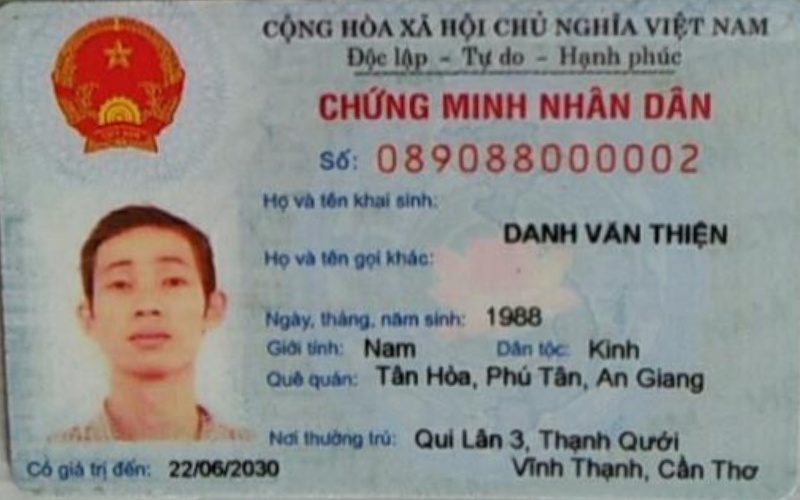 CỘNG HÒA XÃ HỘI CHỦ NGHĨA VIỆT NAM
Độc lập - Tự do - Hạnh phúc
CHỨNG MINH NHÂN DÂN
Số: 089088000002
Họ và tên khai sinh:
DANH VĂN THIỆN
Họ và tên gọi khác:
Ngày, tháng, năm sinh: 1988
Giới tính: Nam Dân tộc: Kinh
Quê quán: Tân Hòa, Phú Tân, An Giang
Nơi thường trú: Qui Lân 3, Thạnh Qưới
Vĩnh Thạnh, Cần Thơ
Có giá trị đến: 22/06/2030